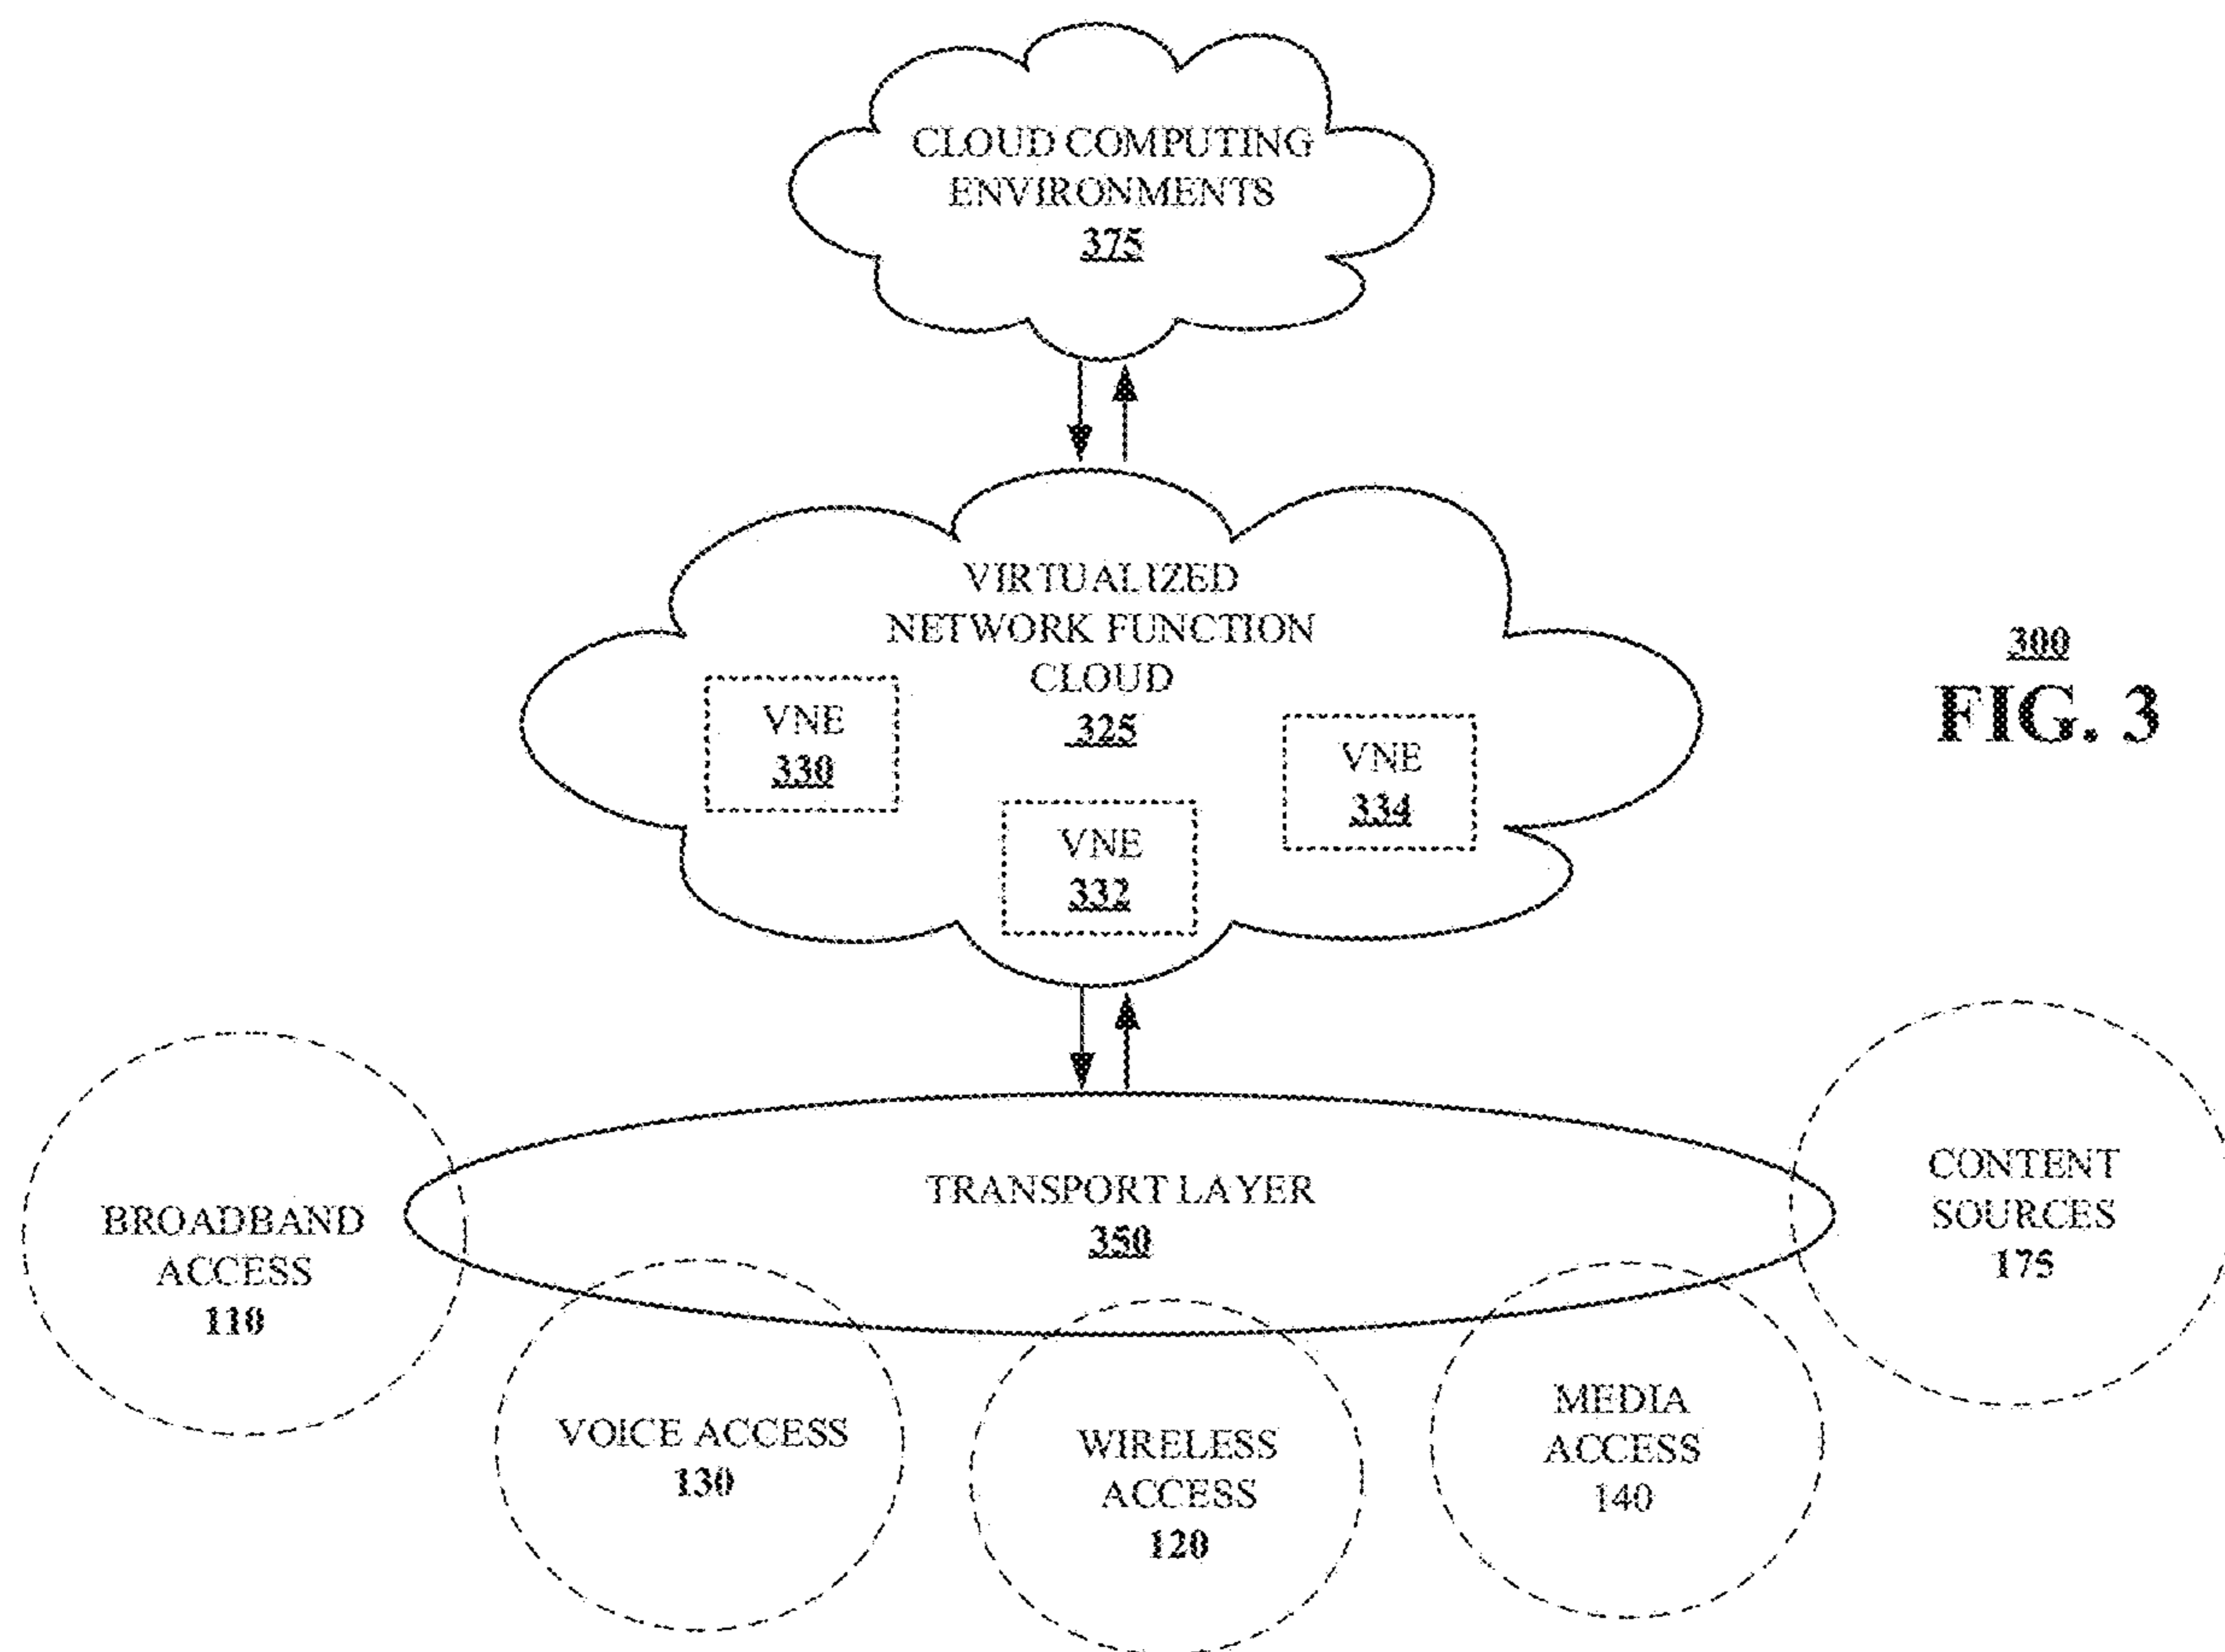 CLOUD COMPUTING
ENVIRONMENTS
375
VIRTUALIZED
NETWORK FUNCTION
CLOUD
325
VNE
330
VNE
332
VNE
334
300
FIG. 3
TRANSPORT LAYER
350
BROADBAND
ACCESS
110
VOICE ACCESS
130
WIRELESS
ACCESS
120
MEDIA
ACCESS
140
CONTENT
SOURCES
175